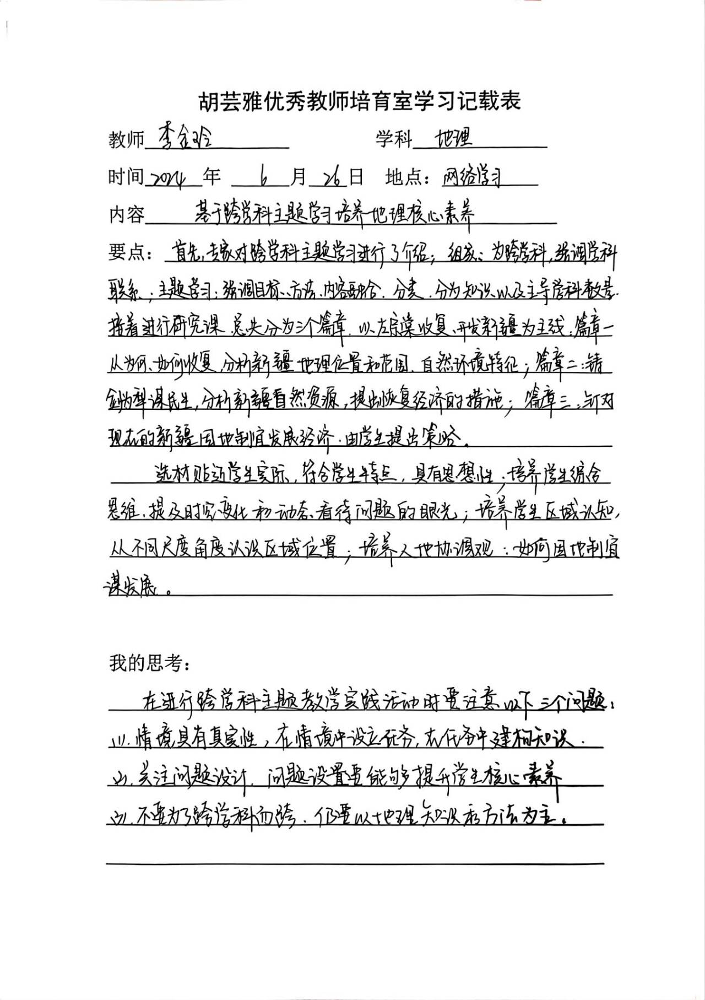 胡芸雅优秀教师培育室学习记载表
教师 李金玲 学科 地理
时间 2024 年 6 月 26 日 地点：网络学习
内容 基于跨学科主题学习培养地理核心素养
要点：首先，专家对跨学科主题学习进行了介绍；组成：为跨学科，强调学科
联系；主题学习：强调目标、方法、内容融合．分类．分为知识以及主导学科数量．
接着进行研究课．总共分为三个篇章．以左宗棠收复、开发新疆为主线：篇章一
从为何、如何收复，分析新疆地理位置和范围、自然环境特征；篇章二：铸
剑为犁谋民生，分析新疆自然资源，提出恢复经济的措施；篇章三：针对
现在的新疆因地制宜发展经济．由学生提出策略。
选材贴近学生实际，符合学生特点，具有思想性；培养学生综合
思维．提及时空变化和动态看待问题的眼光；培养学生区域认知，
从不同尺度角度认识区域位置；培养人地协调观：如何因地制宜
谋发展。
我的思考：
在进行跨学科主题教学实践活动时要注意以下三个问题：
(1).情境具有真实性，在情境中设立任务，在任务中建构知识．
(2).关注问题设计．问题设置要能够提升学生核心素养
(3).不要为了跨学科而跨．仍要以地理知识和方法为主。